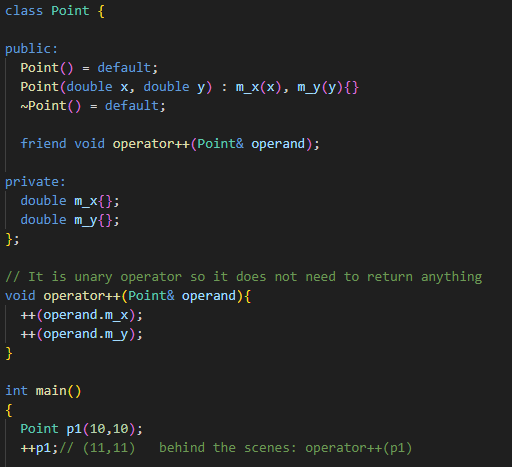 class Point {
public:
  Point() = default;
  Point(double x, double y) : m_x(x), m_y(y){}
  ~Point() = default;
  friend void operator++(Point& operand);
private:
  double m_x{};
  double m_y{};
};
// It is unary operator so it does not need to return anything
void operator++(Point& operand){
  ++(operand.m_x);
  ++(operand.m_y);
}
int main()
{
  Point p1(10,10);
  ++p1;// (11,11)   behind the scenes: operator++(p1)